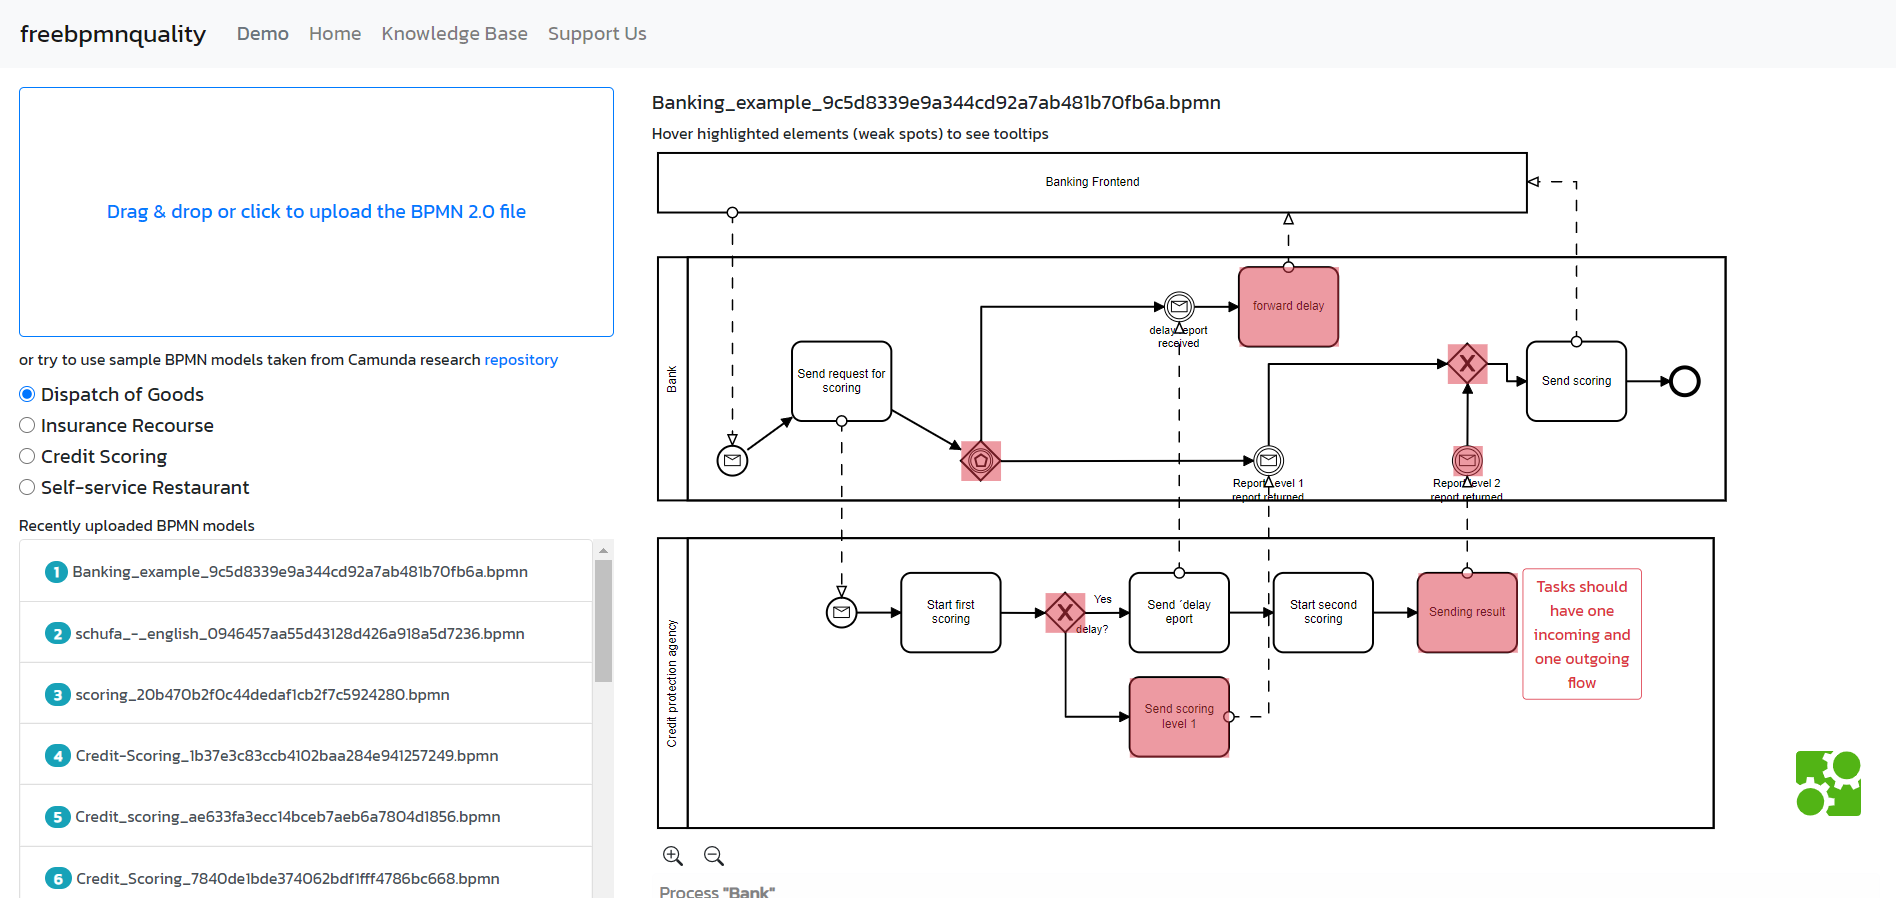 freebpmnquality Demo Home Knowledge Base Support Us
Drag & drop or click to upload the BPMN 2.0 file
or try to use sample BPMN models taken from Camunda research repository
Dispatch of Goods
Insurance Recourse
Credit Scoring
Self-service Restaurant
Recently uploaded BPMN models
1 Banking_example_9c5d8339e9a344cd92a7ab481b70fb6a.bpmn
2 schufa_-_english_0946457aa55d43128d426a918a5d7236.bpmn
3 scoring_20b470b2f0c44dedaf1cb2f7c5924280.bpmn
4 Credit-Scoring_1b37e3c83ccb4102baa284e941257249.bpmn
5 Credit_scoring_ae633fa3ecc14bceb7aeb6a7804d1856.bpmn
6 Credit_Scoring_7840de1bde374062bdf1fff4786bc668.bpmn
Banking_example_9c5d8339e9a344cd92a7ab481b70fb6a.bpmn
Hover highlighted elements (weak spots) to see tooltips
Banking Frontend
Bank
Send request for
scoring
delay report
received
forward delay
Report Level 1
report returned
Report Level 2
report returned
X
Send scoring
Credit protection agency
Start first
scoring
X
Yes
delay?
Send ´delay
eport
Start second
scoring
Sending result
Send scoring
level 1
Tasks should
have one
incoming and
one outgoing
flow
Process "Bank"